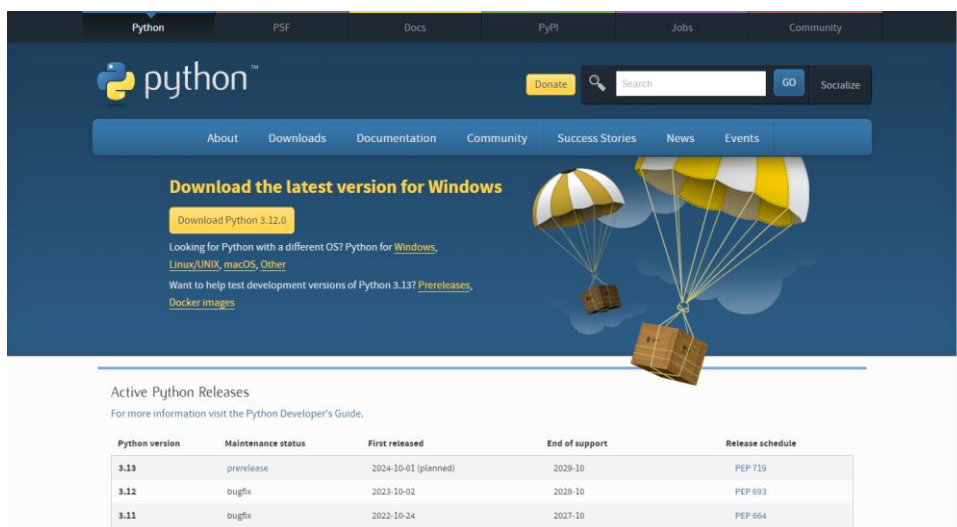 Python PSF Docs PyPI Jobs Community
python™
Donate Search GO Socialize
About Downloads Documentation Community Success Stories News Events
Download the latest version for Windows
Download Python 3.12.0
Looking for Python with a different OS? Python for Windows,
Linux/UNIX, macOS, Other
Want to help test development versions of Python 3.13? Prereleases,
Docker images
Active Python Releases
For more information visit the Python Developer's Guide.
Python version Maintenance status First released End of support Release schedule
3.13 prerelease 2024-10-01 (planned) 2029-10 PEP 719
3.12 bugfix 2023-10-02 2028-10 PEP 693
3.11 bugfix 2022-10-24 2027-10 PEP 664